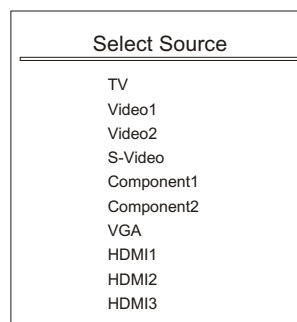 Select Source
TV
Video1
Video2
S-Video
Component1
Component2
VGA
HDMI1
HDMI2
HDMI3